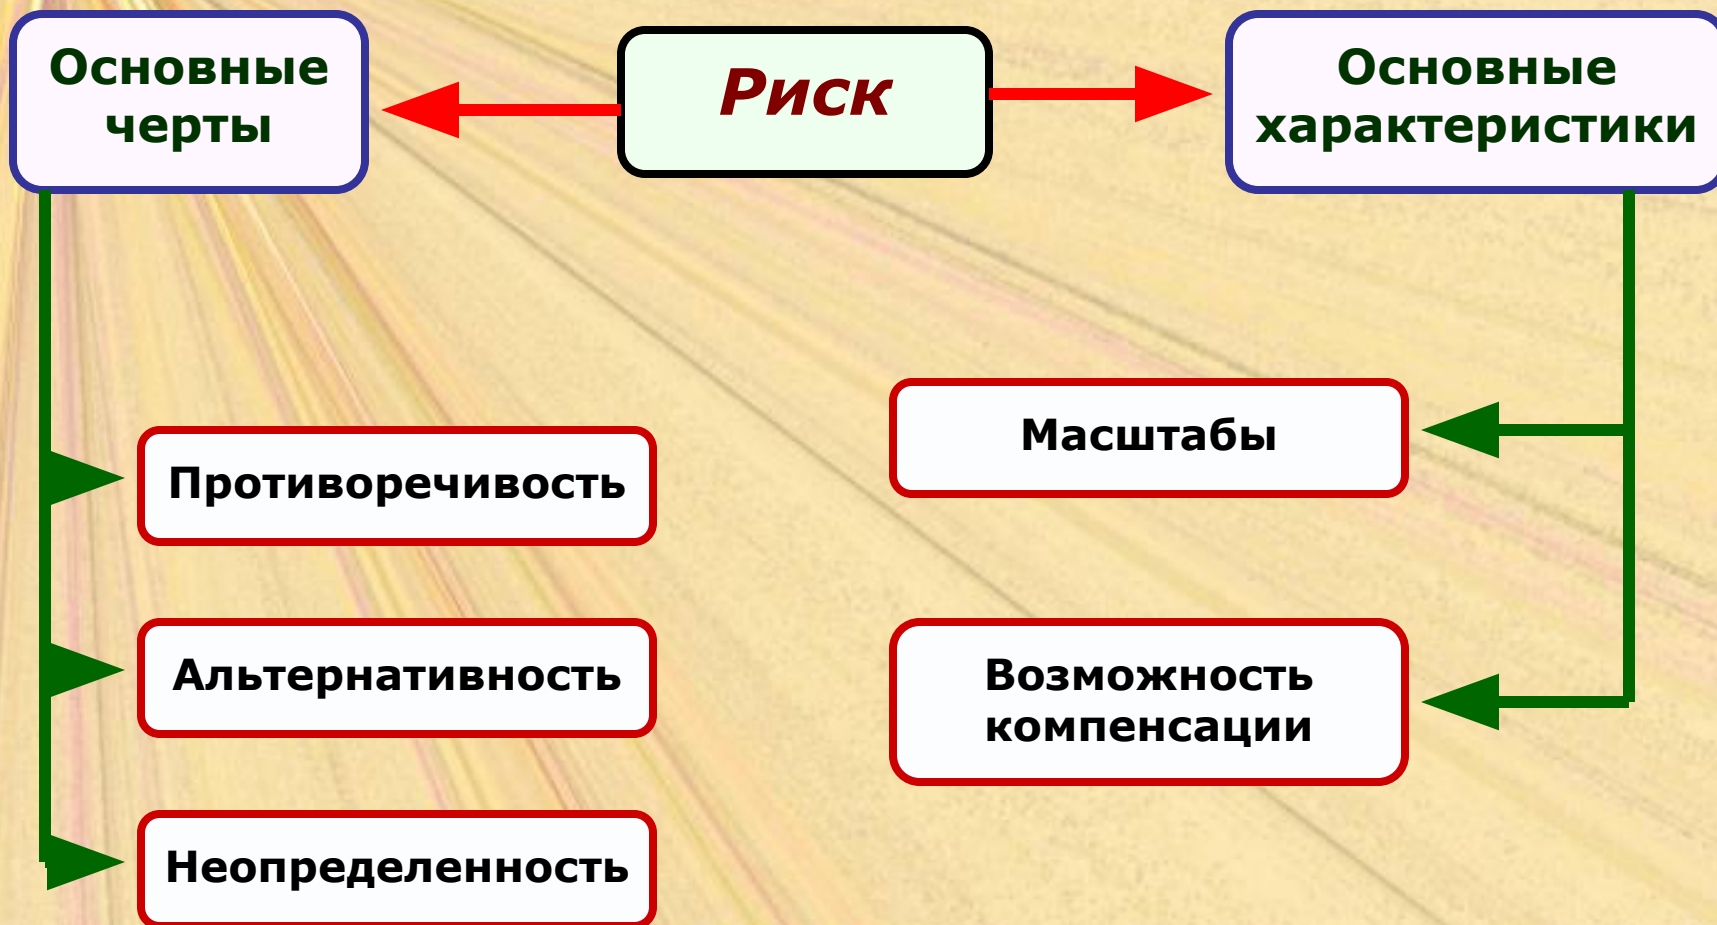 Основные
черты
Риск
Основные
характеристики
Противоречивость
Альтернативность
Неопределенность
Масштабы
Возможность
компенсации